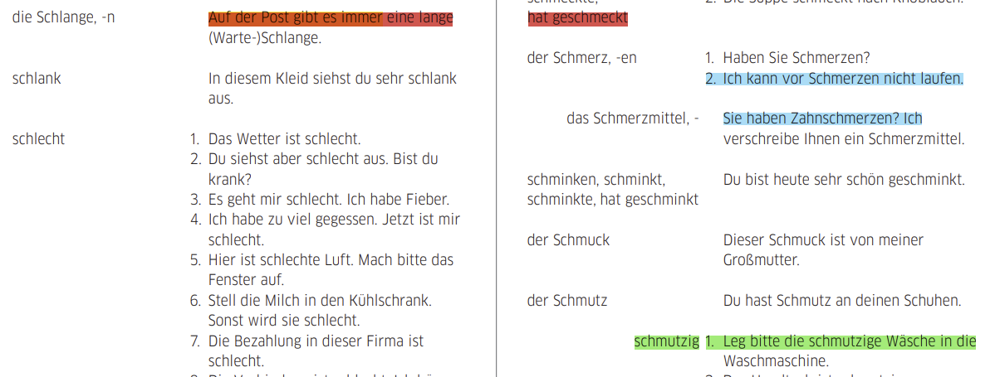 die Schlange, -n Auf der Post gibt es immer eine lange
(Warte-)Schlange.
schlank In diesem Kleid siehst du sehr schlank
aus.
schlecht 1. Das Wetter ist schlecht.
2. Du siehst aber schlecht aus. Bist du
krank?
3. Es geht mir schlecht. Ich habe Fieber.
4. Ich habe zu viel gegessen. Jetzt ist mir
schlecht.
5. Hier ist schlechte Luft. Mach bitte das
Fenster auf.
6. Stell die Milch in den Kühlschrank.
Sonst wird sie schlecht.
7. Die Bezahlung in dieser Firma ist
schlecht.
schmeckte, 2. Die Suppe schmeckt nach Knoblauch.
hat geschmeckt
der Schmerz, -en 1. Haben Sie Schmerzen?
2. Ich kann vor Schmerzen nicht laufen.
das Schmerzmittel, - Sie haben Zahnschmerzen? Ich
verschreibe Ihnen ein Schmerzmittel.
schminken, schminkt, Du bist heute sehr schön geschminkt.
schminkte, hat geschminkt
der Schmuck Dieser Schmuck ist von meiner
Großmutter.
der Schmutz Du hast Schmutz an deinen Schuhen.
schmutzig 1. Leg bitte die schmutzige Wäsche in die
Waschmaschine.